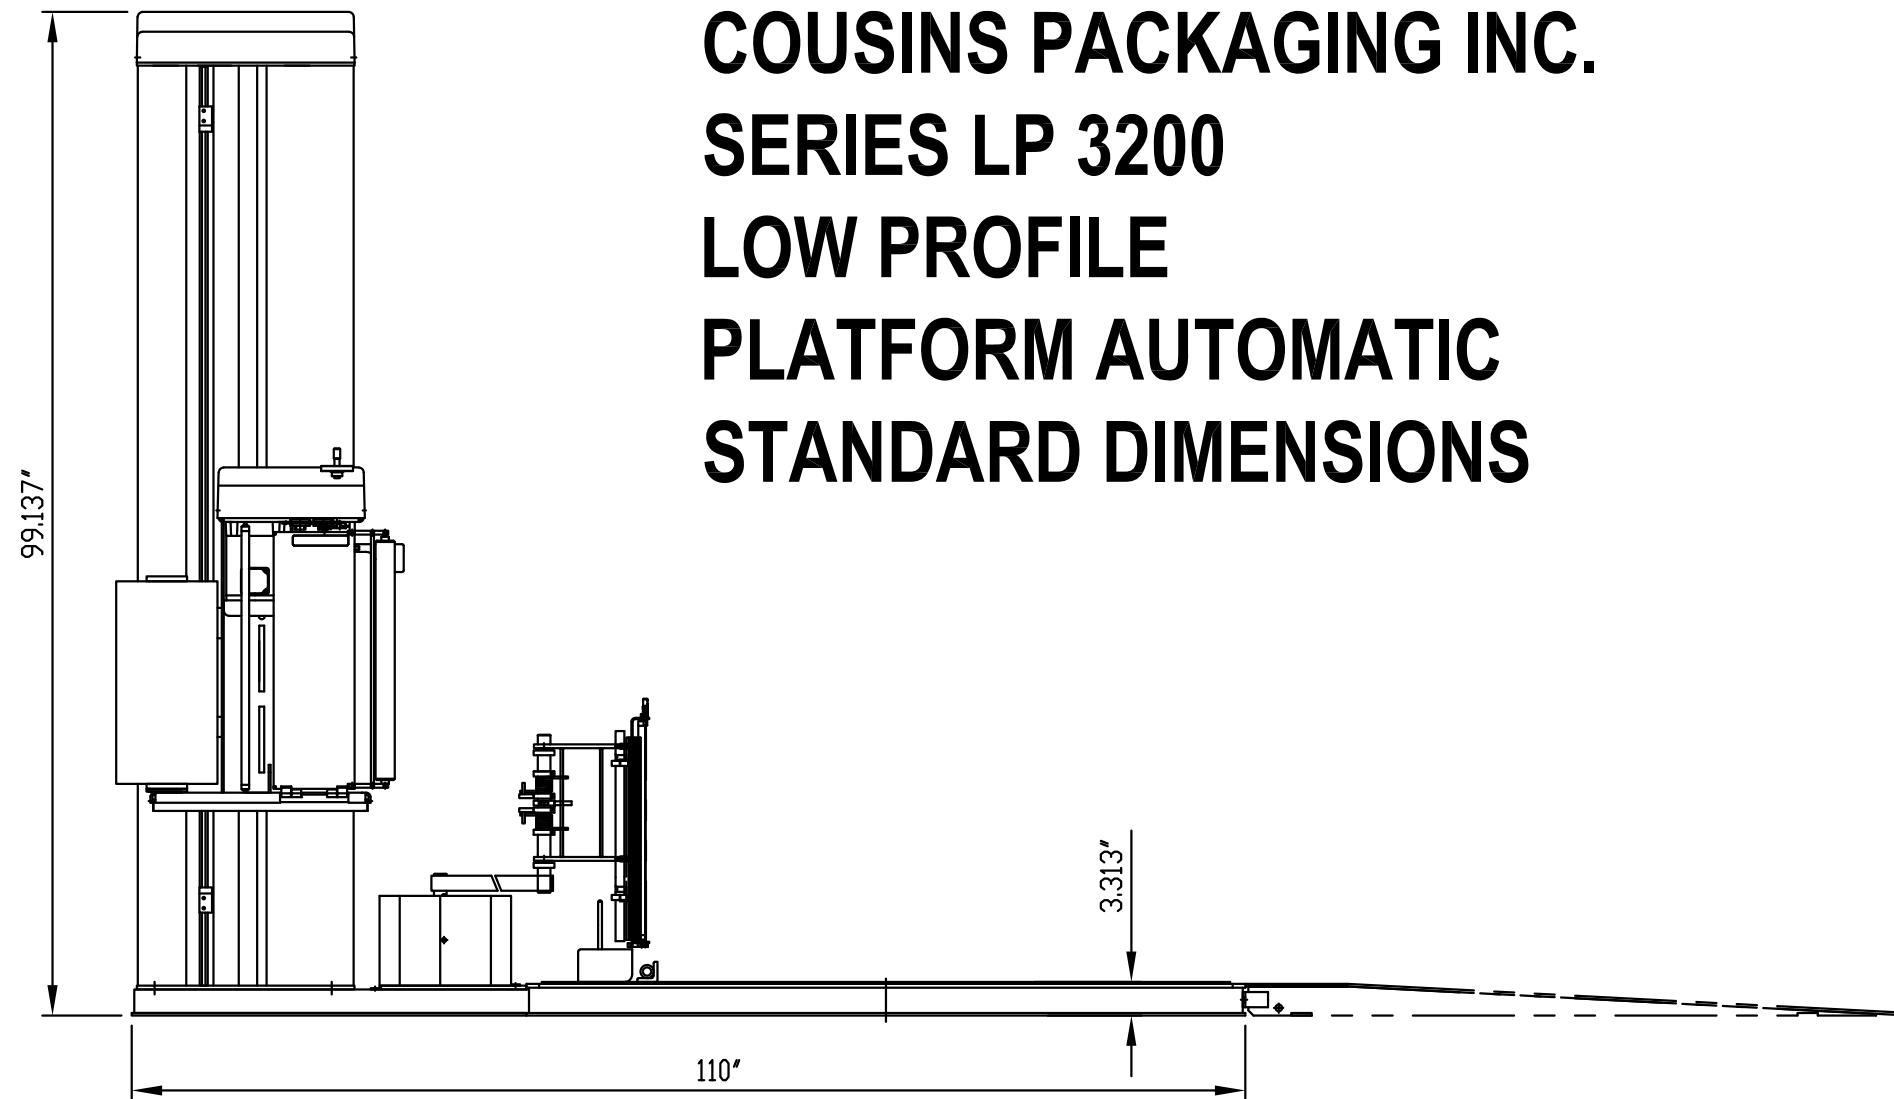 COUSINS PACKAGING INC.
SERIES LP 3200
LOW PROFILE
PLATFORM AUTOMATIC
STANDARD DIMENSIONS
99.137"
3.313"
110"